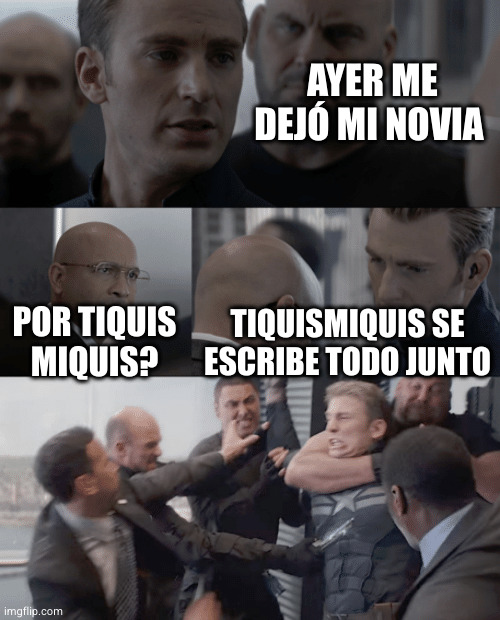 AYER ME
DEJÓ MI NOVIA
POR TIQUIS
MIQUIS?
TIQUISMIQUIS SE
ESCRIBE TODO JUNTO
imgflip.com